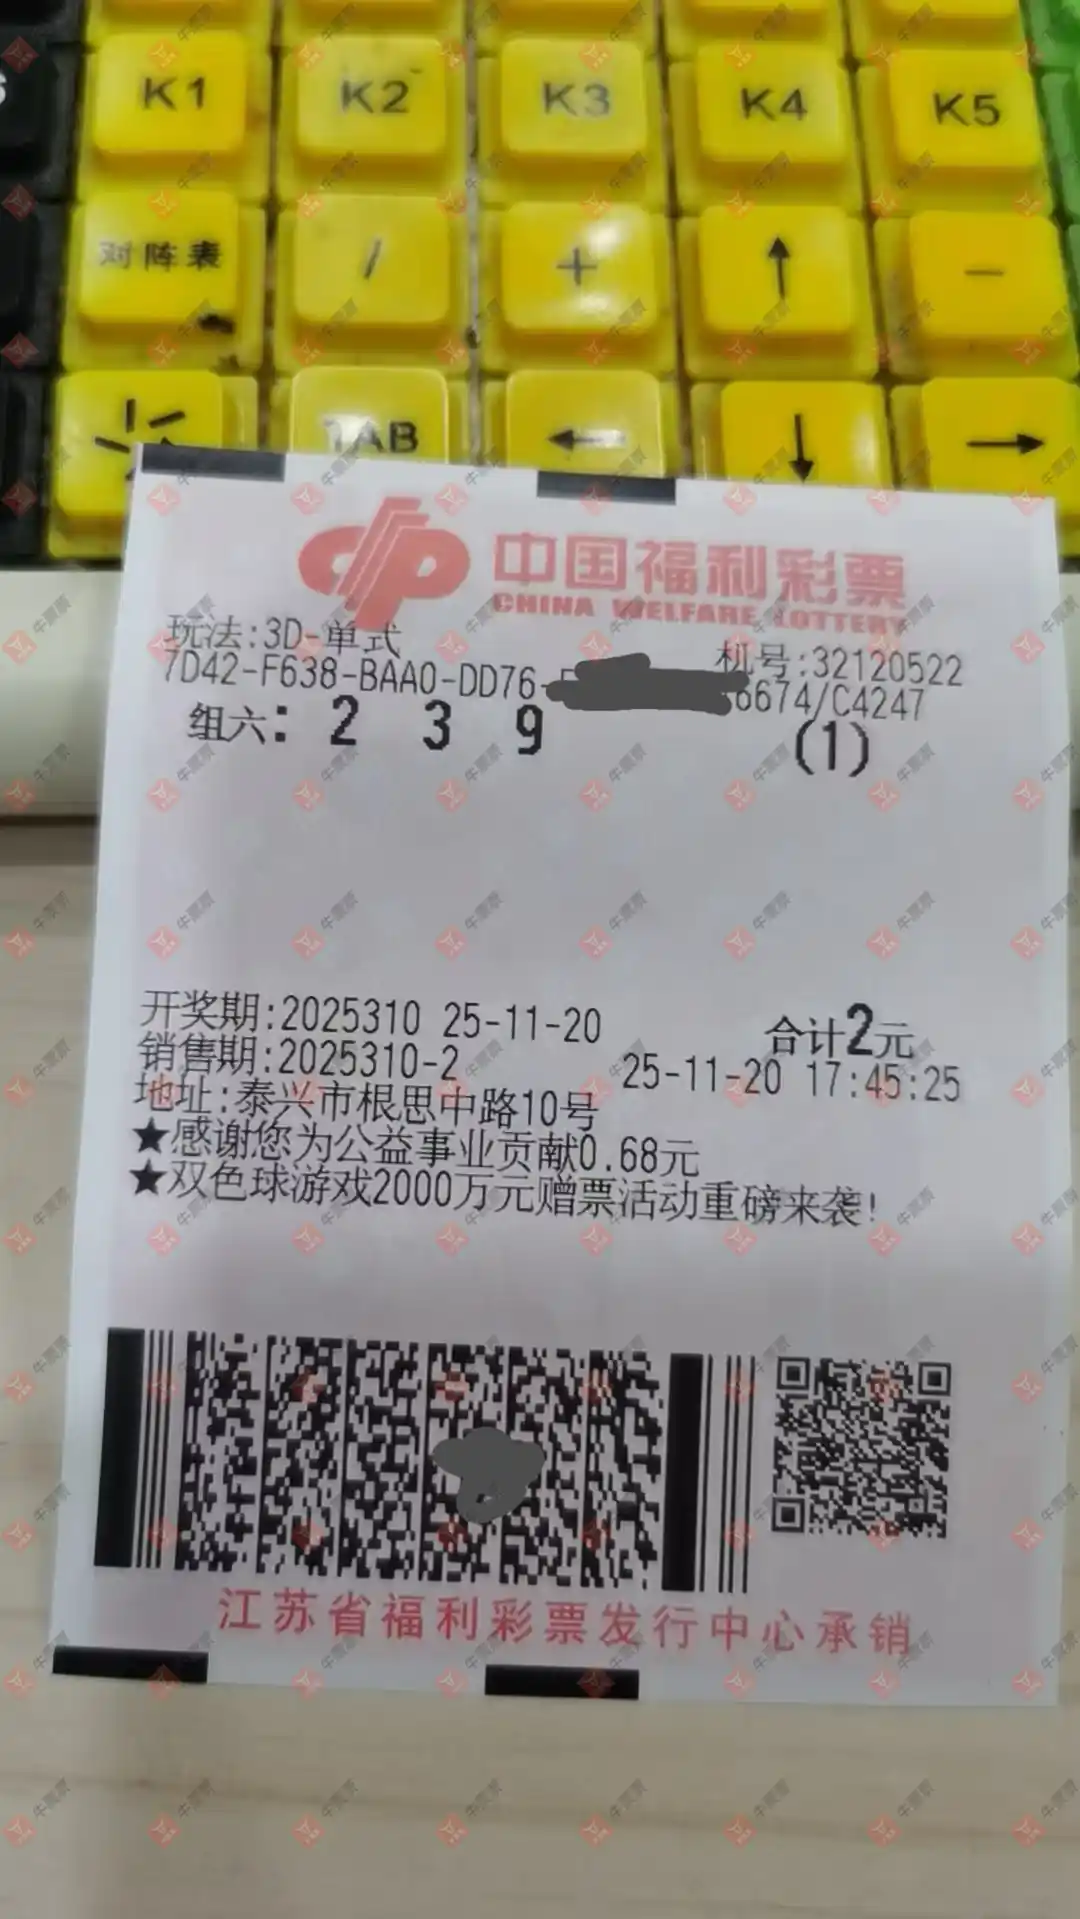 K1 K2 K3 K4 K5
对阵表 / + ↑ －
TAB ← ↓ →
中国福利彩票
CHINA WELFARE LOTTERY
玩法:3D-单式
机号:32120522
7D42-F638-BAA0-DD76- 6674/C4247
组六: 2 3 9 (1)
开奖期:2025310 25-11-20 合计2元
销售期:2025310-2 25-11-20 17:45:25
地址:泰兴市根思中路10号
★感谢您为公益事业贡献0.68元
★双色球游戏2000万元赠票活动重磅来袭!
江苏省福利彩票发行中心承销